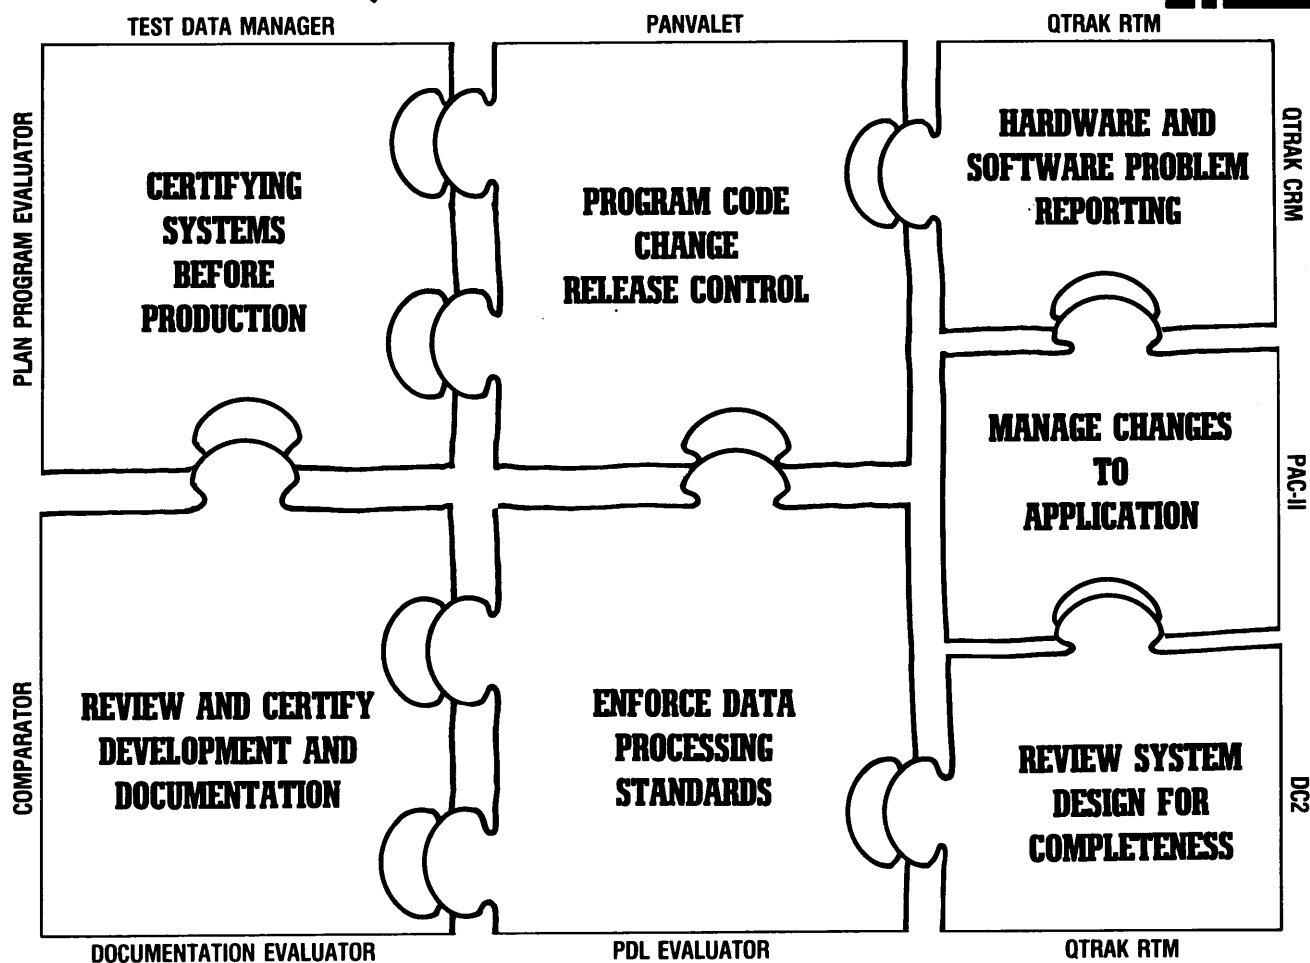 TEST DATA MANAGER
PANVALET
QTRAK RTM
PLAN PROGRAM EVALUATOR
CERTIFYING
SYSTEMS
BEFORE
PRODUCTION
PROGRAM CODE
CHANGE
RELEASE CONTROL
HARDWARE AND
SOFTWARE PROBLEM
REPORTING
QTRAK CRM
MANAGE CHANGES
TO
APPLICATION
PAC-II
COMPARATOR
REVIEW AND CERTIFY
DEVELOPMENT AND
DOCUMENTATION
ENFORCE DATA
PROCESSING
STANDARDS
REVIEW SYSTEM
DESIGN FOR
COMPLETENESS
DC2
DOCUMENTATION EVALUATOR
PDL EVALUATOR
QTRAK RTM